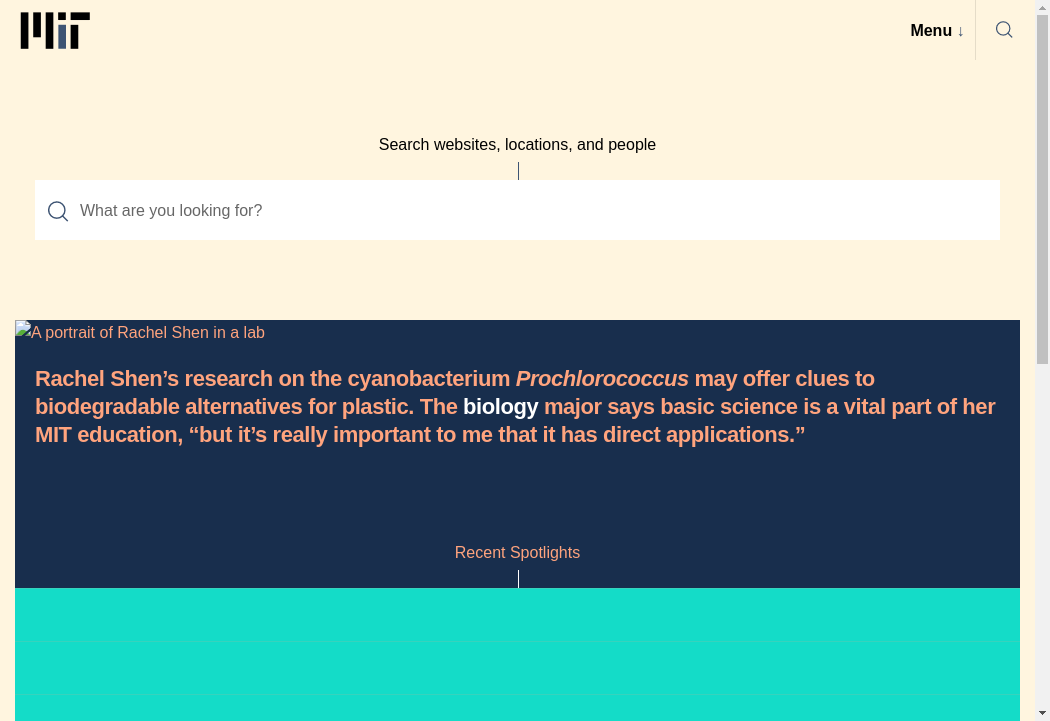 MIT
Menu ↓
Search websites, locations, and people
What are you looking for?
A portrait of Rachel Shen in a lab
Rachel Shen’s research on the cyanobacterium Prochlorococcus may offer clues to
biodegradable alternatives for plastic. The biology major says basic science is a vital part of her
MIT education, “but it’s really important to me that it has direct applications.”
Recent Spotlights